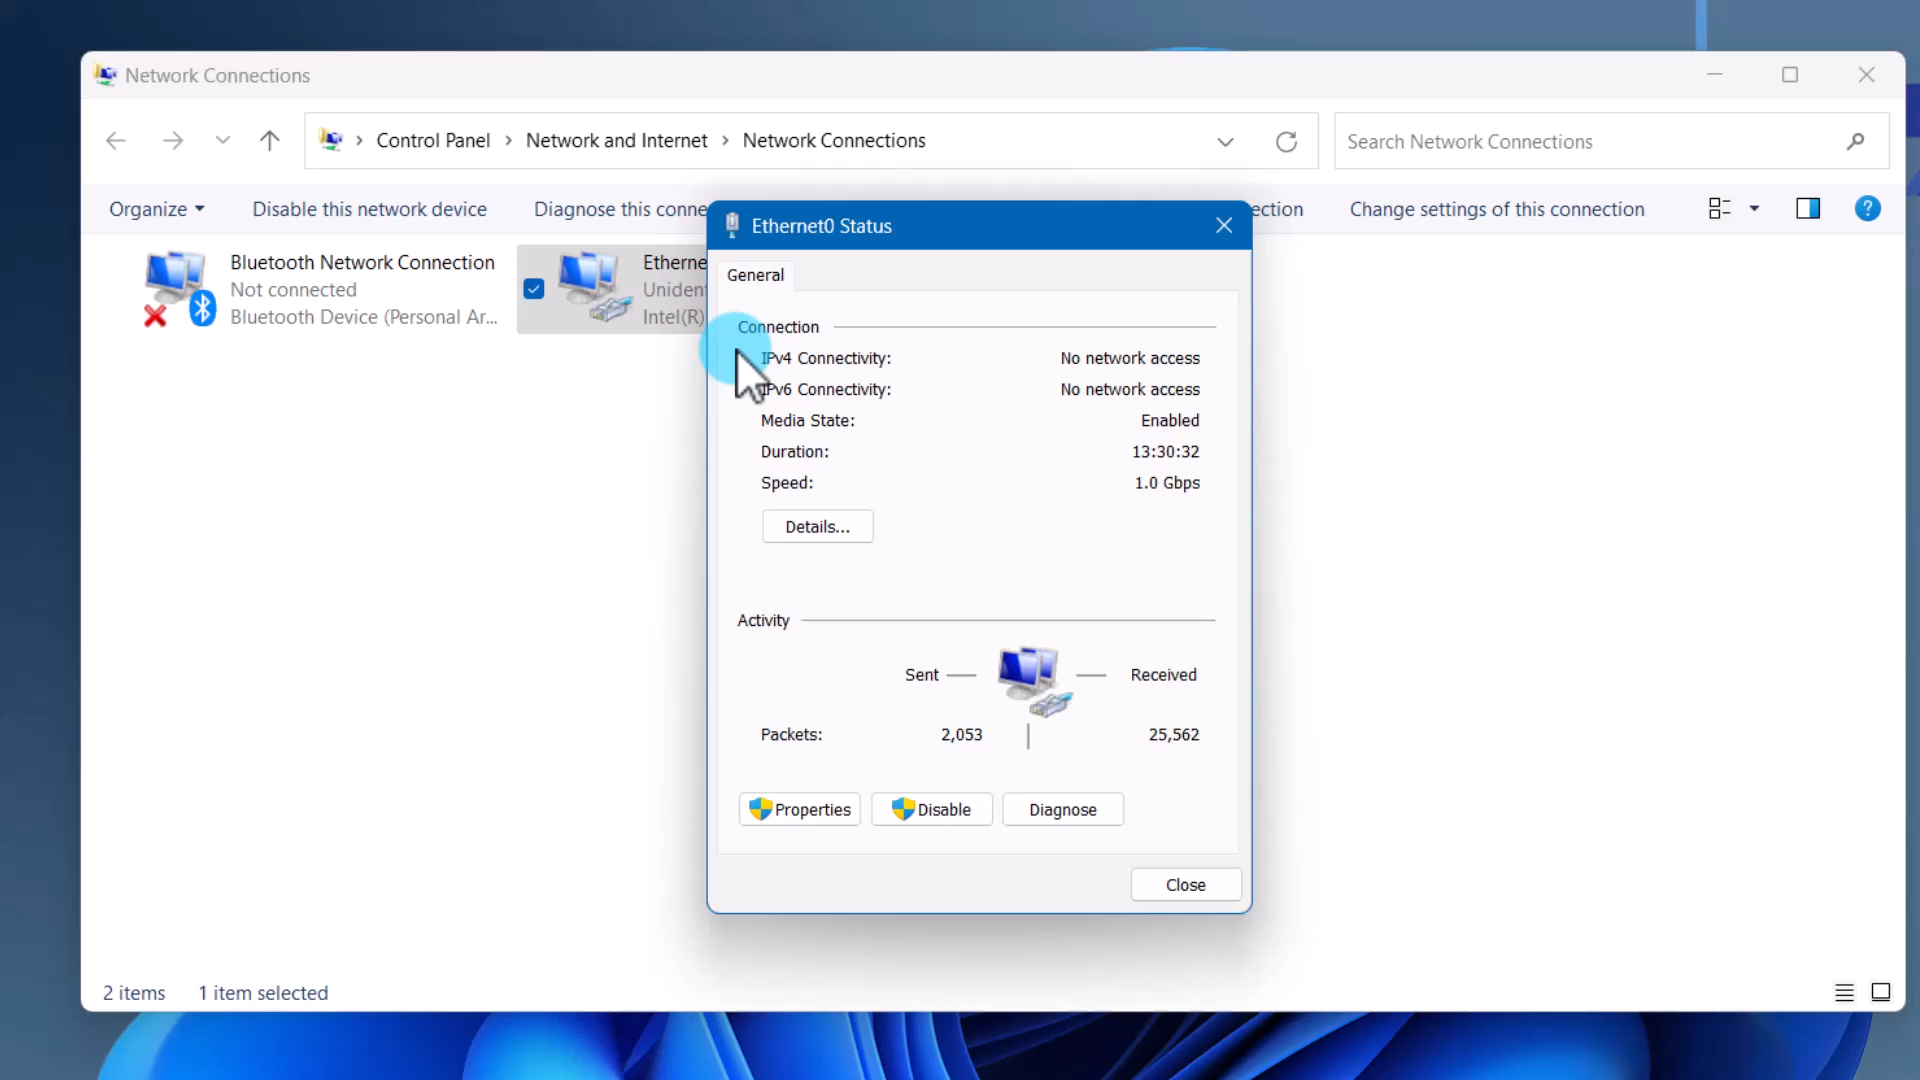 Network Connections
Control Panel > Network and Internet > Network Connections
Search Network Connections
Organize
Disable this network device
Diagnose this conne
ection
Change settings of this connection
?
Bluetooth Network Connection
Not connected
Bluetooth Device (Personal Ar...
Etherne
Uniden
Intel(R)
Ethernet0 Status
General
Connection
IPv4 Connectivity: No network access
IPv6 Connectivity: No network access
Media State: Enabled
Duration: 13:30:32
Speed: 1.0 Gbps
Details...
Activity
Sent Received
Packets: 2,053 25,562
Properties Disable Diagnose
Close
2 items 1 item selected